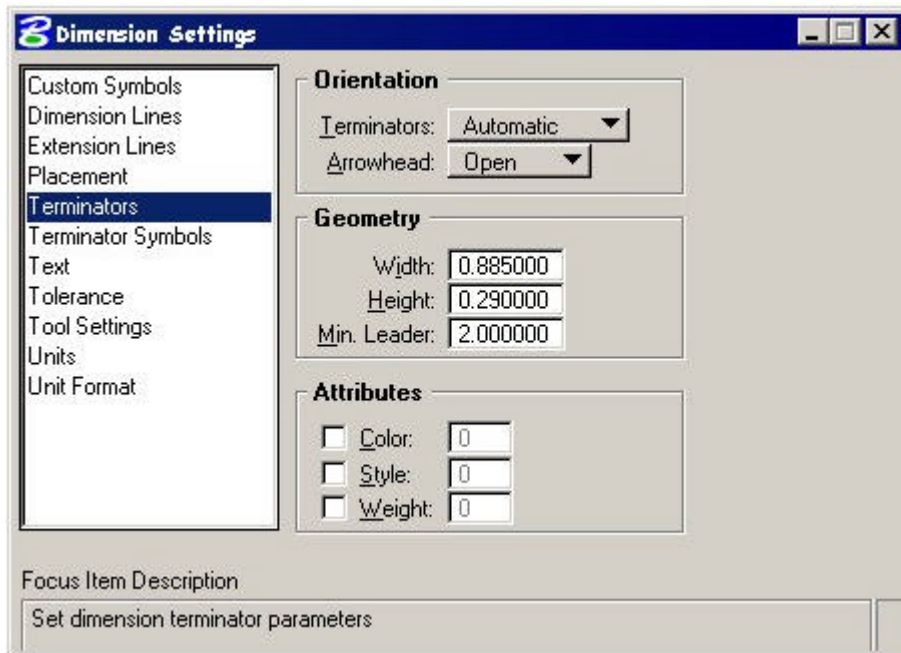 Dimension Settings
Custom Symbols
Dimension Lines
Extension Lines
Placement
Terminators
Terminator Symbols
Text
Tolerance
Tool Settings
Units
Unit Format
Orientation
Terminators: Automatic
Arrowhead: Open
Geometry
Width: 0.885000
Height: 0.290000
Min. Leader: 2.000000
Attributes
Color: 0
Style: 0
Weight: 0
Focus Item Description
Set dimension terminator parameters